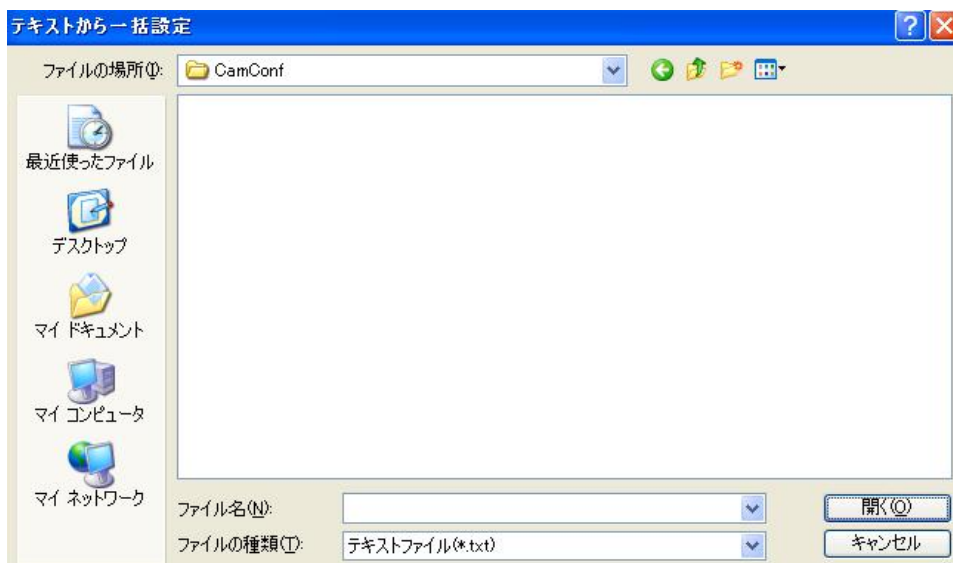 テキストから一括設定
ファイルの場所(I):
CamConf
最近使ったファイル
デスクトップ
マイ ドキュメント
マイ コンピュータ
マイ ネットワーク
ファイル名(N):
開く(O)
ファイルの種類(T):
テキストファイル(*.txt)
キャンセル